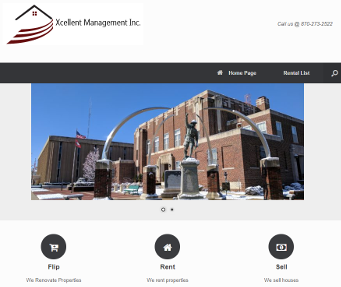 Xcellent Management Inc.
Call us @ 870-273-2522
Home Page
Rental List
Flip
Rent
Sell
We Renovate Properties
We rent properties
We sell houses